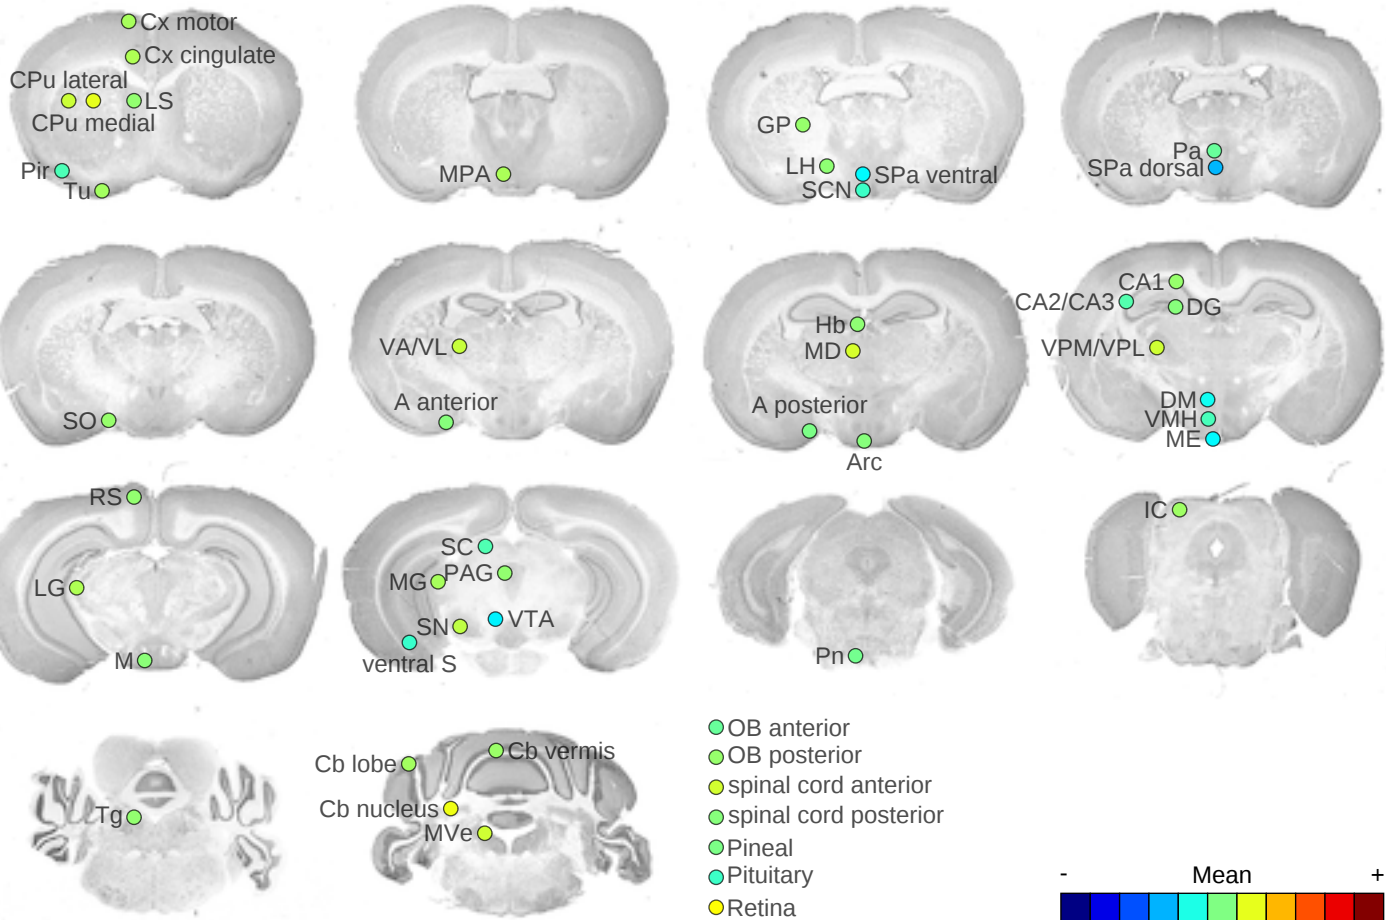 Cx motor
Cx cingulate
CPu lateral
LS
CPu medial
Pir
Tu
MPA
GP
LH
SPa ventral
SCN
Pa
SPa dorsal
SO
VA/VL
A anterior
Hb
MD
A posterior
Arc
CA1
CA2/CA3
DG
VPM/VPL
DM
VMH
ME
RS
LG
M
SC
PAG
MG
SN
VTA
ventral S
Pn
IC
Tg
Cb vermis
Cb lobe
Cb nucleus
MVe
OB anterior
OB posterior
spinal cord anterior
spinal cord posterior
Pineal
Pituitary
Retina
- Mean +